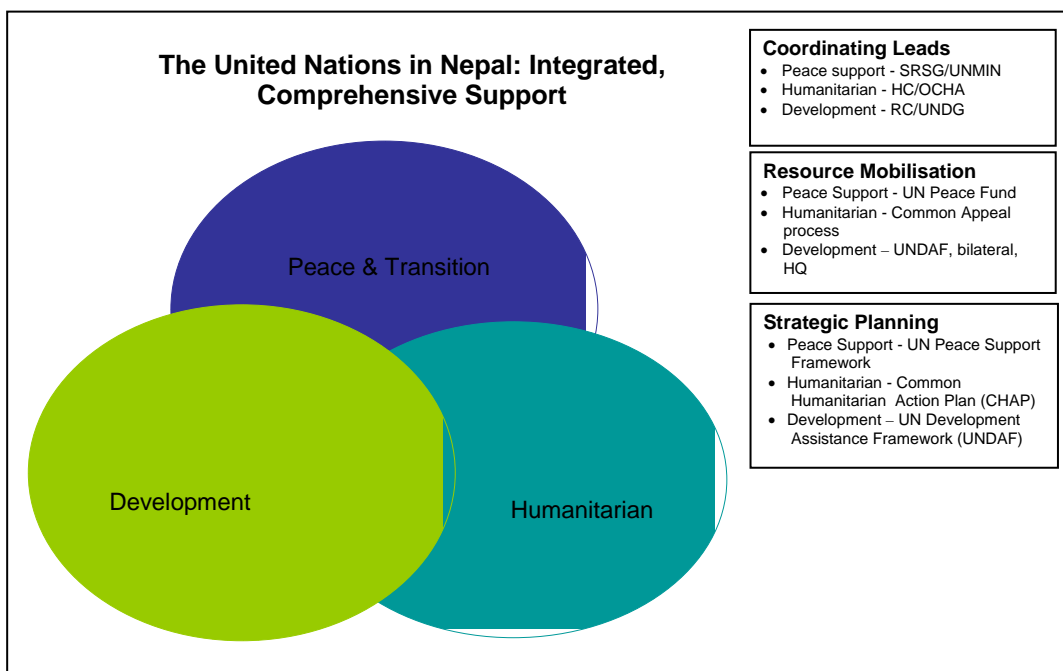 The United Nations in Nepal: Integrated,
Comprehensive Support
Peace & Transition
Development
Humanitarian
Coordinating Leads
• Peace support - SRSG/UNMIN
• Humanitarian - HC/OCHA
• Development - RC/UNDG
Resource Mobilisation
• Peace Support - UN Peace Fund
• Humanitarian - Common Appeal
process
• Development – UNDAF, bilateral,
HQ
Strategic Planning
• Peace Support - UN Peace Support
Framework
• Humanitarian - Common
Humanitarian Action Plan (CHAP)
• Development – UN Development
Assistance Framework (UNDAF)